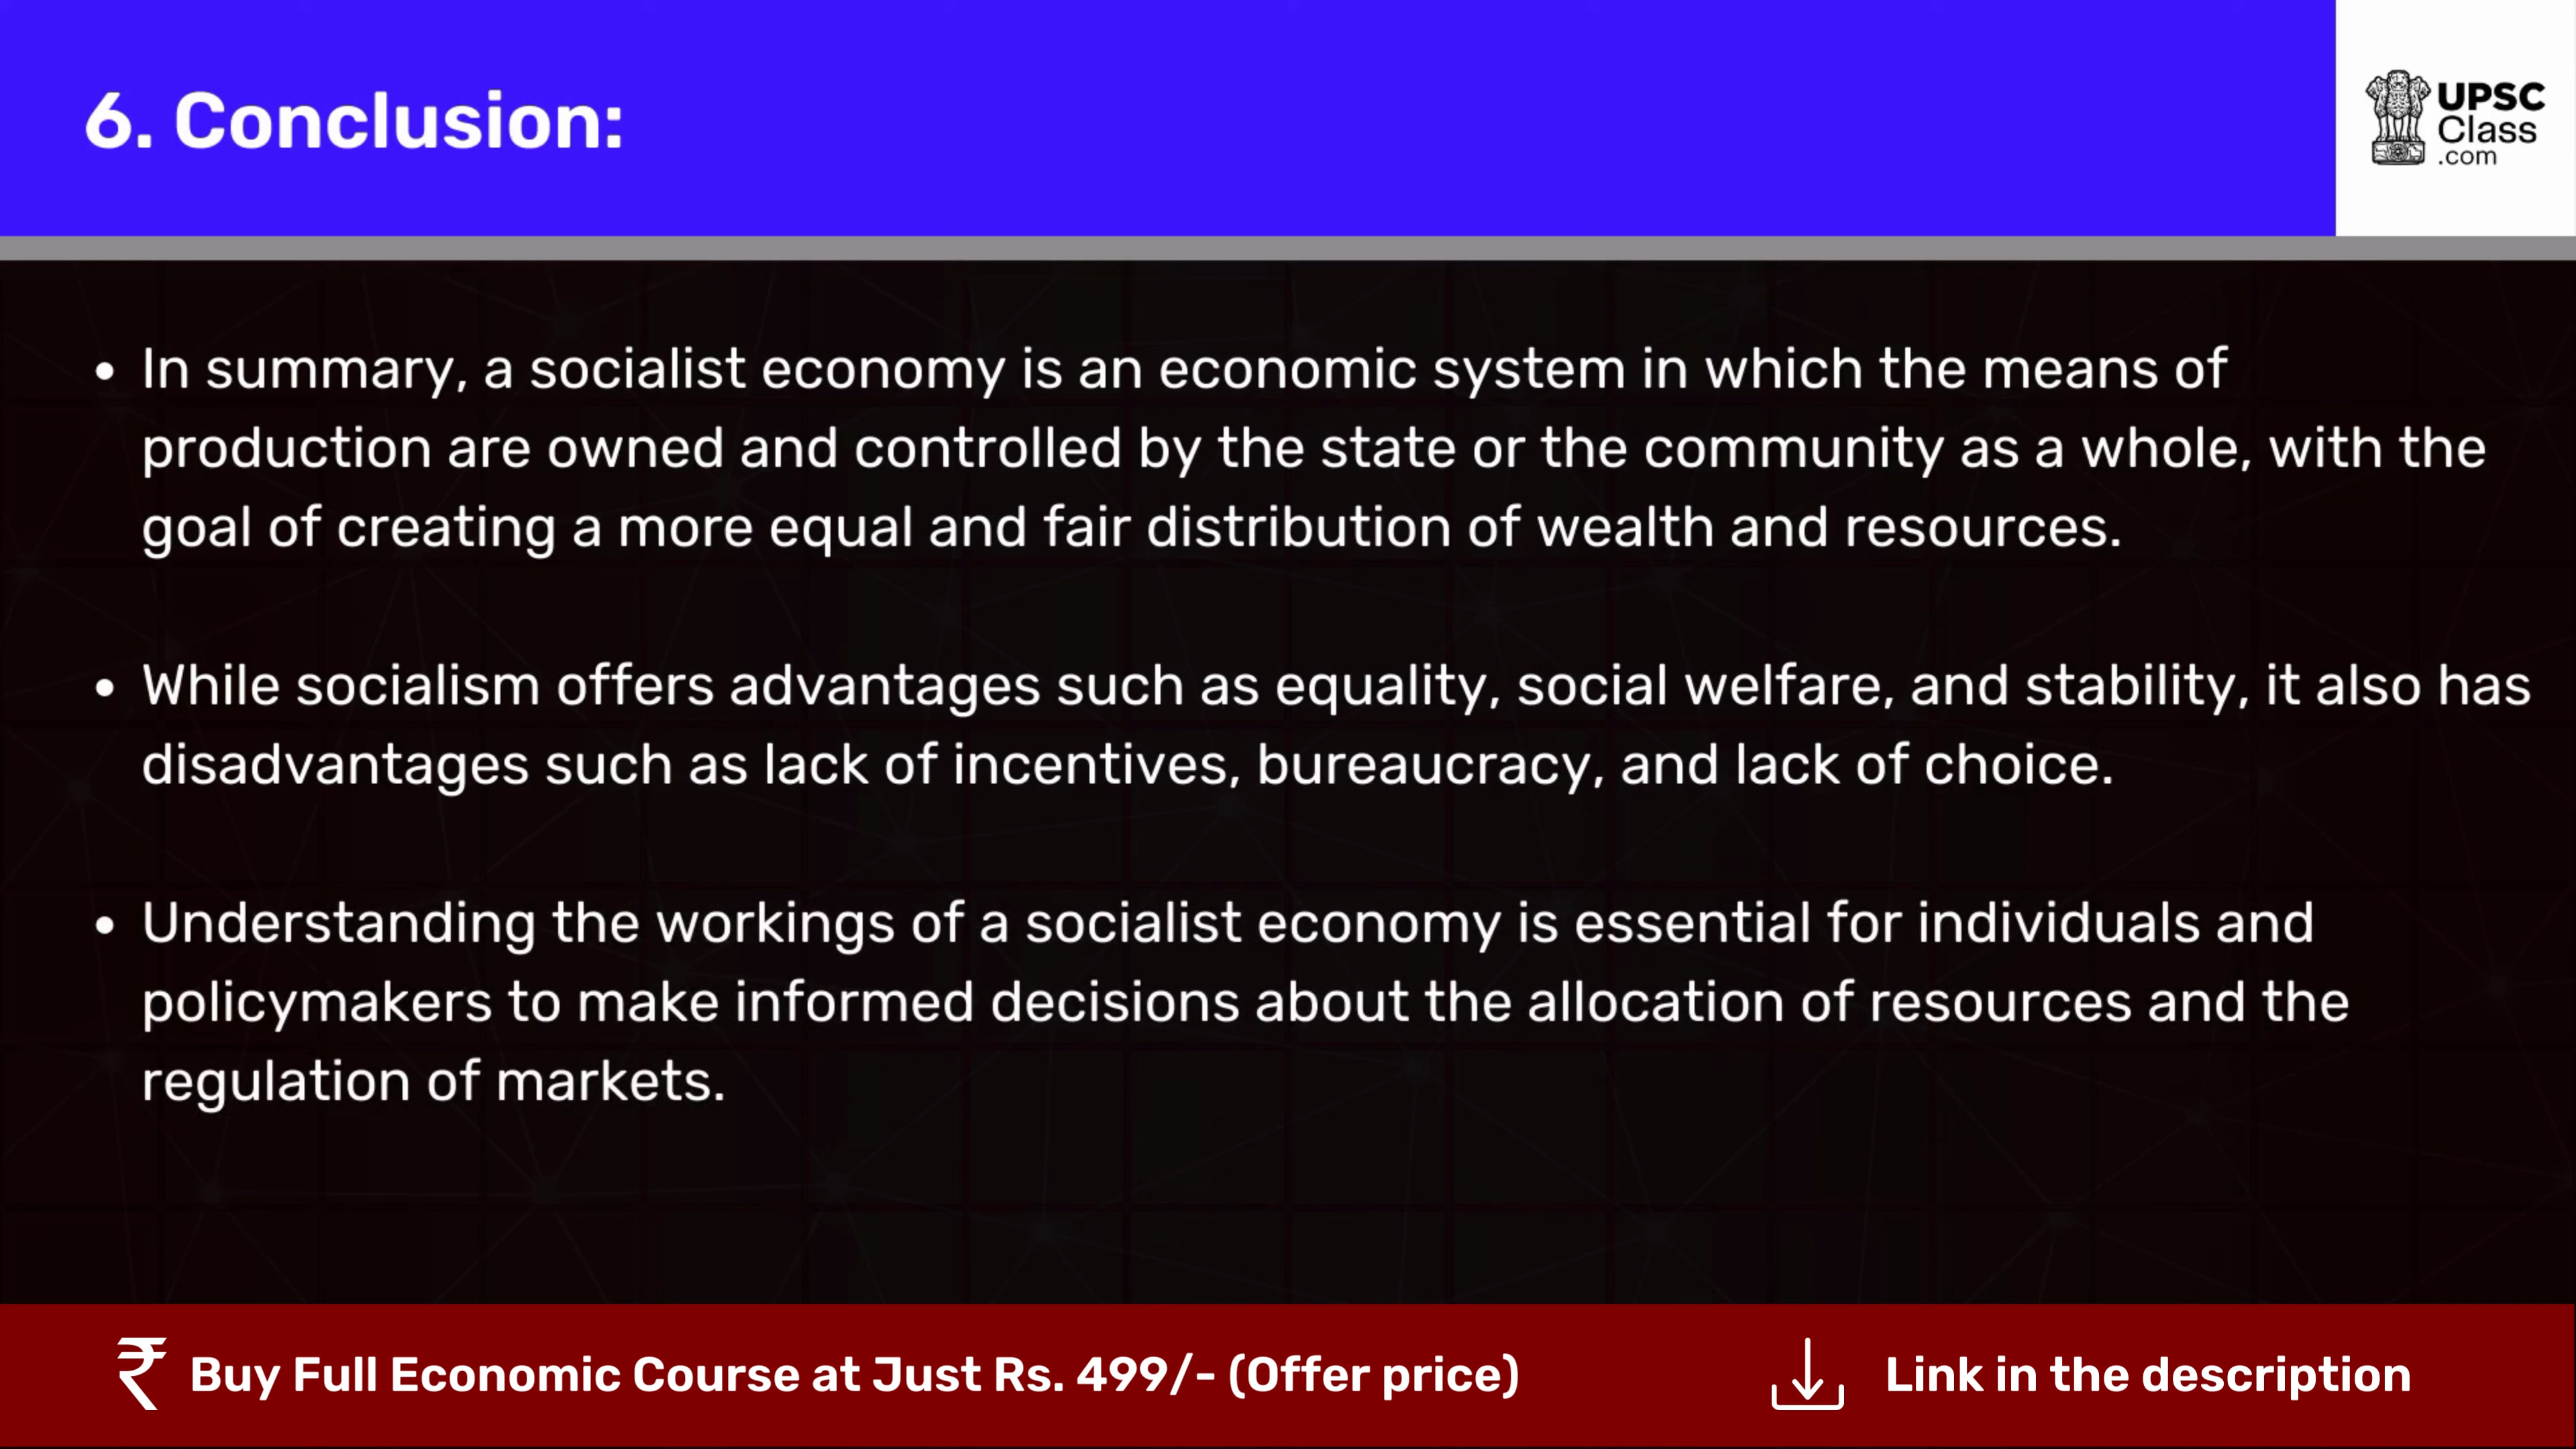 6. Conclusion:
UPSC
Class
.com
• In summary, a socialist economy is an economic system in which the means of
production are owned and controlled by the state or the community as a whole, with the
goal of creating a more equal and fair distribution of wealth and resources.
• While socialism offers advantages such as equality, social welfare, and stability, it also has
disadvantages such as lack of incentives, bureaucracy, and lack of choice.
• Understanding the workings of a socialist economy is essential for individuals and
policymakers to make informed decisions about the allocation of resources and the
regulation of markets.
₹ Buy Full Economic Course at Just Rs. 499/- (Offer price)
Link in the description